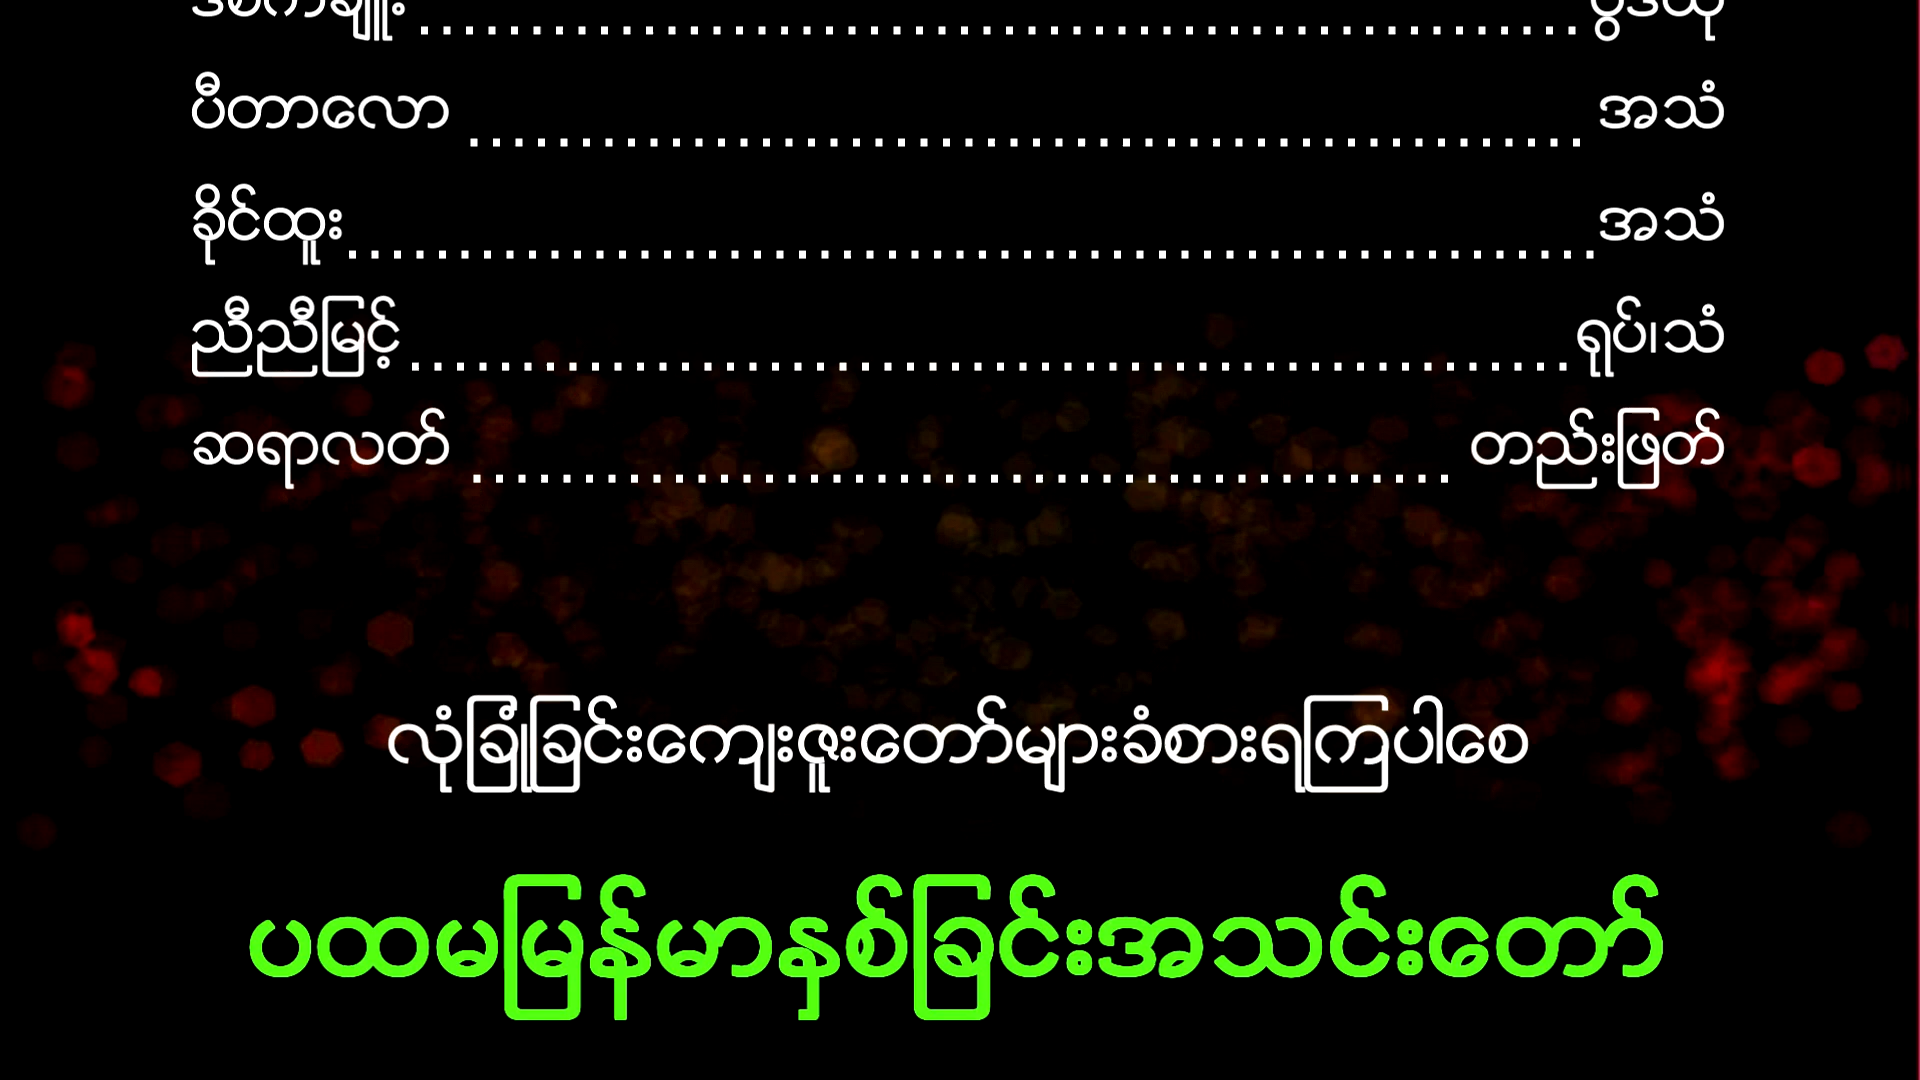 ပီတာလော ................................................ အသံ
ခိုင်ထူး ................................................ အသံ
ညီညီမြင့် ................................................ ရုပ်၊သံ
ဆရာလတ် ................................................ တည်းဖြတ်
လုံခြုံခြင်းကျေးဇူးတော်များခံစားရကြပါစေ
ပထမမြန်မာနှစ်ခြင်းအသင်းတော်